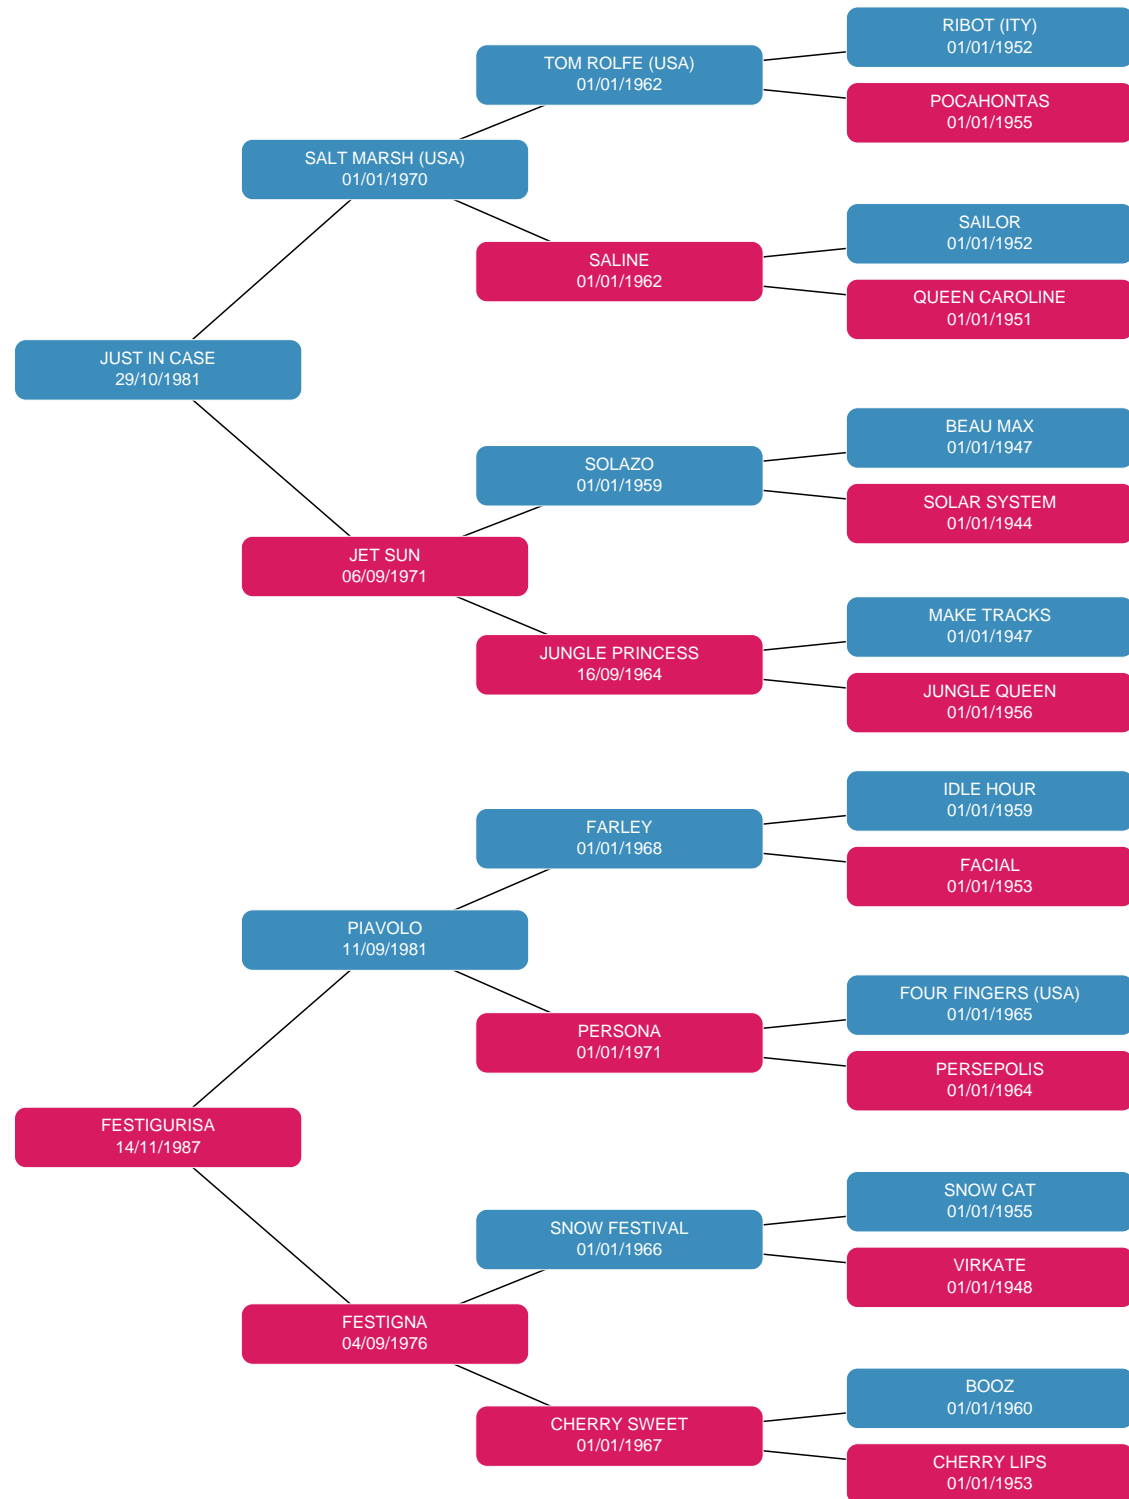 RIBOT (ITY)
01/01/1952
TOM ROLFE (USA)
01/01/1962
POCAHONTAS
01/01/1955
SALT MARSH (USA)
01/01/1970
SAILOR
01/01/1952
SALINE
01/01/1962
QUEEN CAROLINE
01/01/1951
JUST IN CASE
29/10/1981
BEAU MAX
01/01/1947
SOLAZO
01/01/1959
SOLAR SYSTEM
01/01/1944
JET SUN
06/09/1971
MAKE TRACKS
01/01/1947
JUNGLE PRINCESS
16/09/1964
JUNGLE QUEEN
01/01/1956
IDLE HOUR
01/01/1959
FARLEY
01/01/1968
FACIAL
01/01/1953
PIAVOLO
11/09/1981
FOUR FINGERS (USA)
01/01/1965
PERSONA
01/01/1971
PERSEPOLIS
01/01/1964
FESTIGURISA
14/11/1987
SNOW CAT
01/01/1955
SNOW FESTIVAL
01/01/1966
VIRKATE
01/01/1948
FESTIGNA
04/09/1976
BOOZ
01/01/1960
CHERRY SWEET
01/01/1967
CHERRY LIPS
01/01/1953